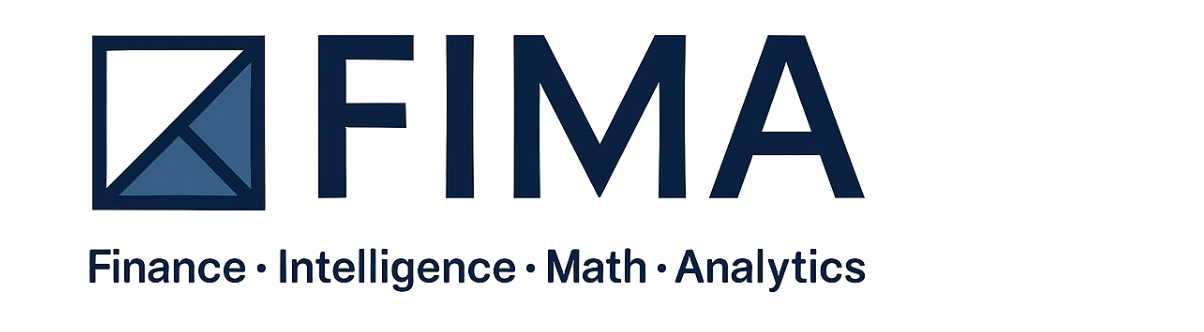 FIMA
Finance · Intelligence · Math · Analytics